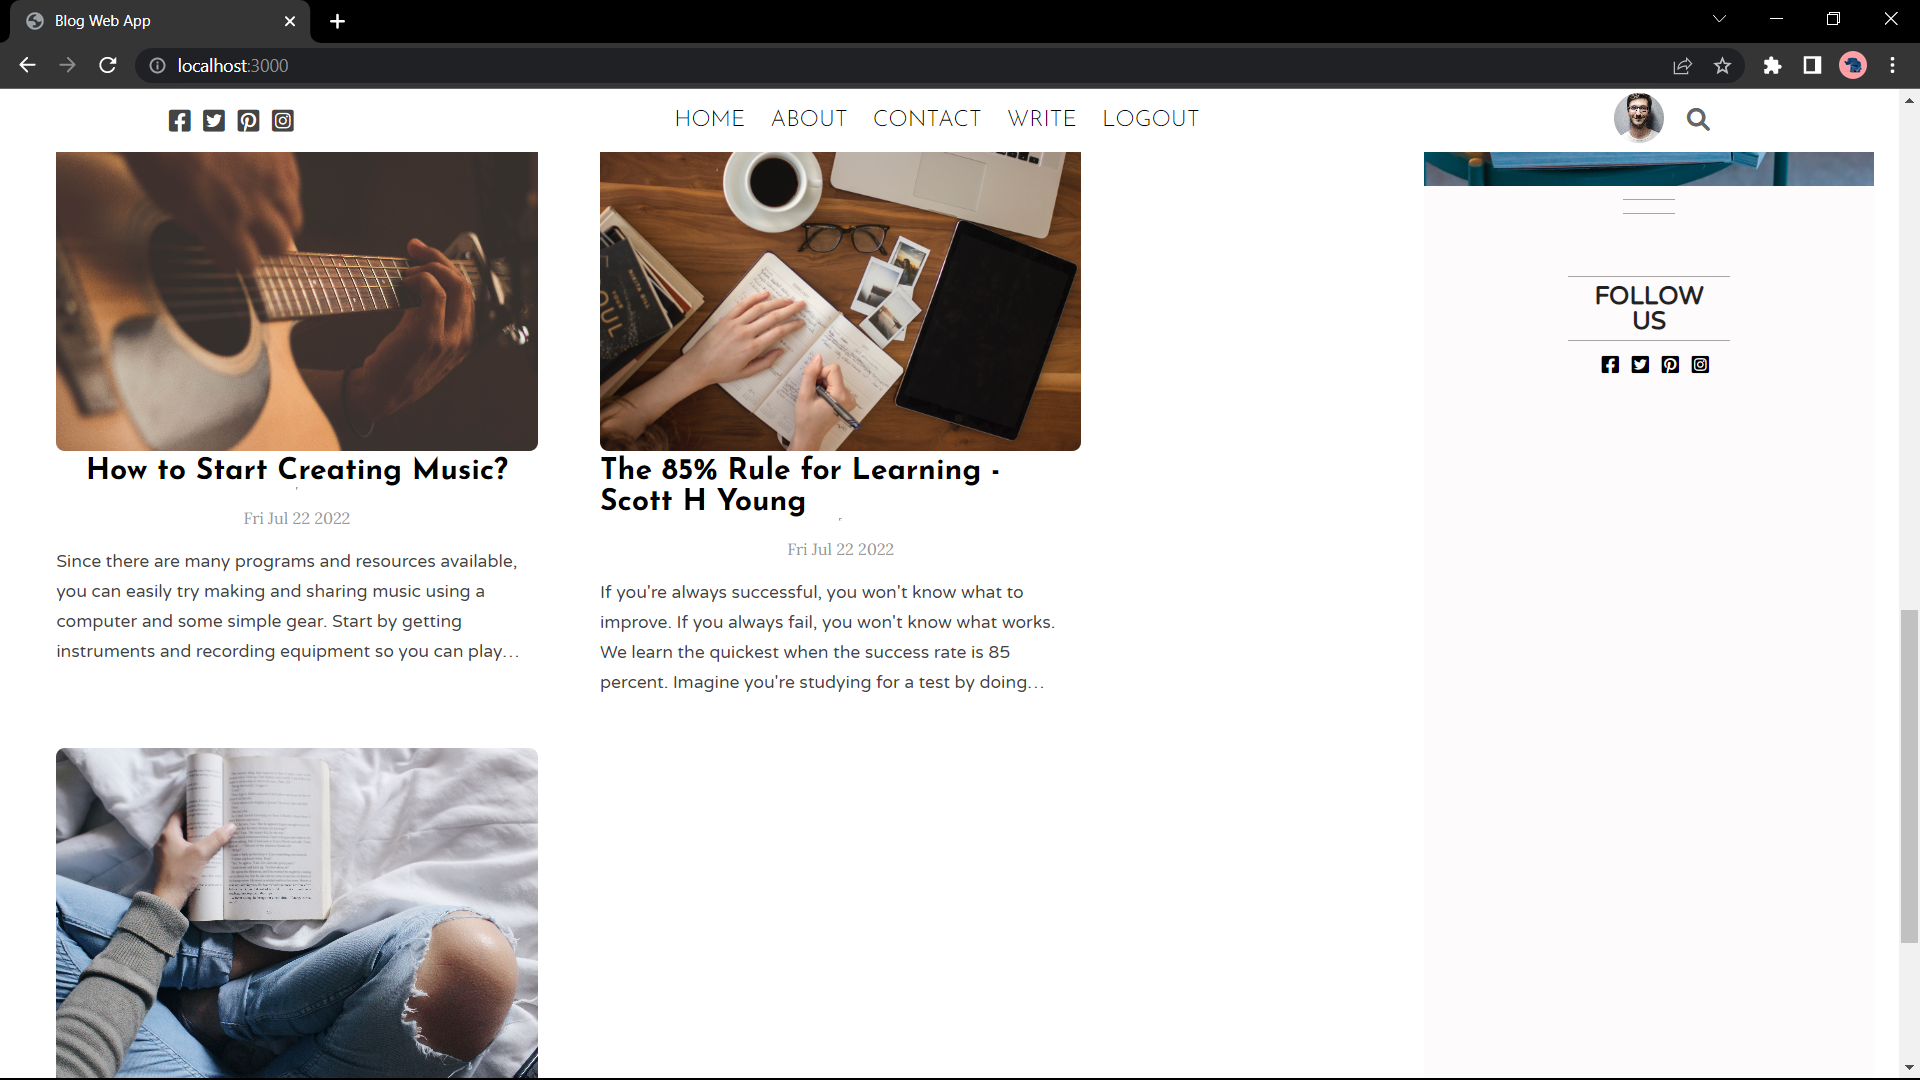 Blog Web App
localhost:3000
HOME ABOUT CONTACT WRITE LOGOUT
How to Start Creating Music?
Fri Jul 22 2022
Since there are many programs and resources available,
you can easily try making and sharing music using a
computer and some simple gear. Start by getting
instruments and recording equipment so you can play...
OUL
The 85% Rule for Learning -
Scott H Young
Fri Jul 22 2022
If you're always successful, you won't know what to
improve. If you always fail, you won't know what works.
We learn the quickest when the success rate is 85
percent. Imagine you're studying for a test by doing...
FOLLOW
US